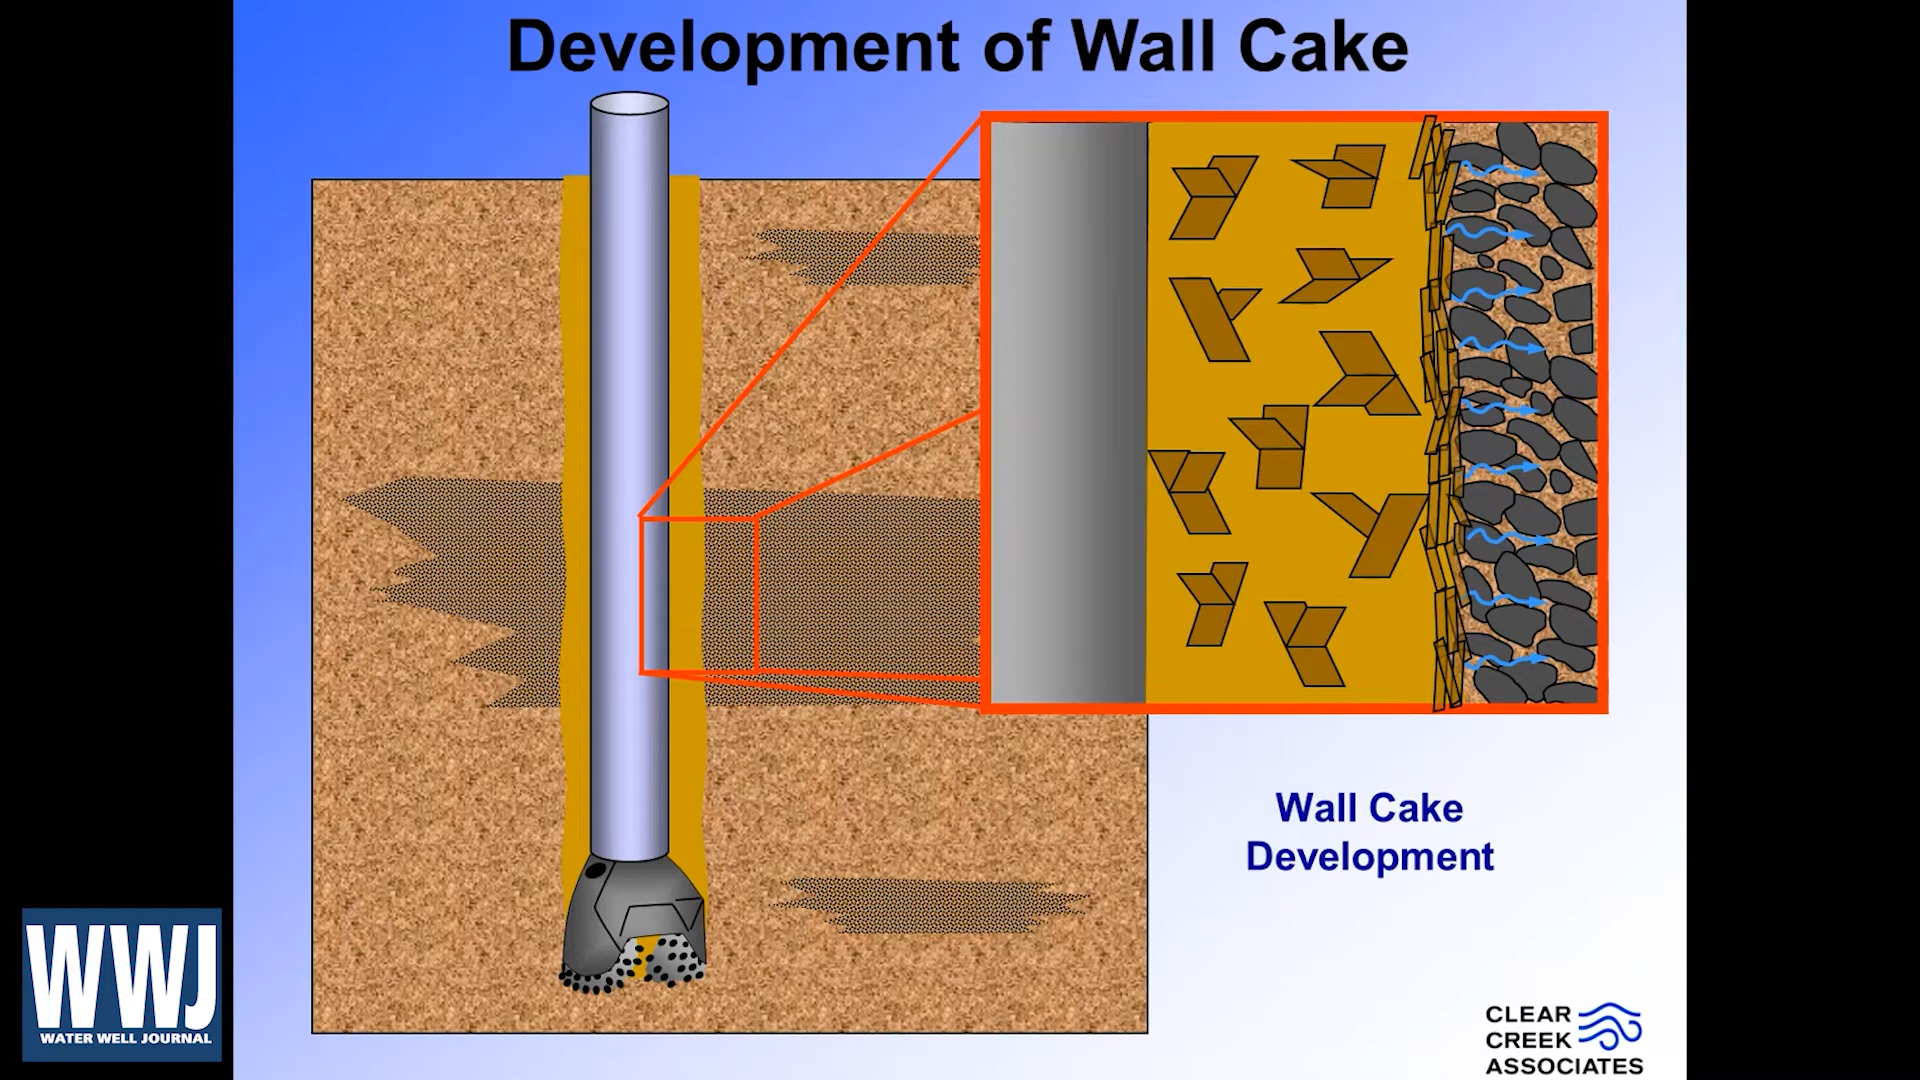 Development of Wall Cake
Wall Cake
Development
WWJ
WATER WELL JOURNAL
CLEAR
CREEK
ASSOCIATES